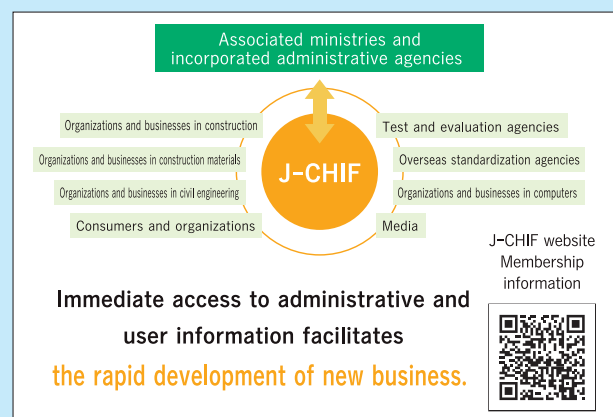 Associated ministries and
incorporated administrative agencies
Organizations and businesses in construction
Organizations and businesses in construction materials
Organizations and businesses in civil engineering
Consumers and organizations
J-CHIF
Test and evaluation agencies
Overseas standardization agencies
Organizations and businesses in computers
Media
J-CHIF website
Membership
information
Immediate access to administrative and
user information facilitates
the rapid development of new business.